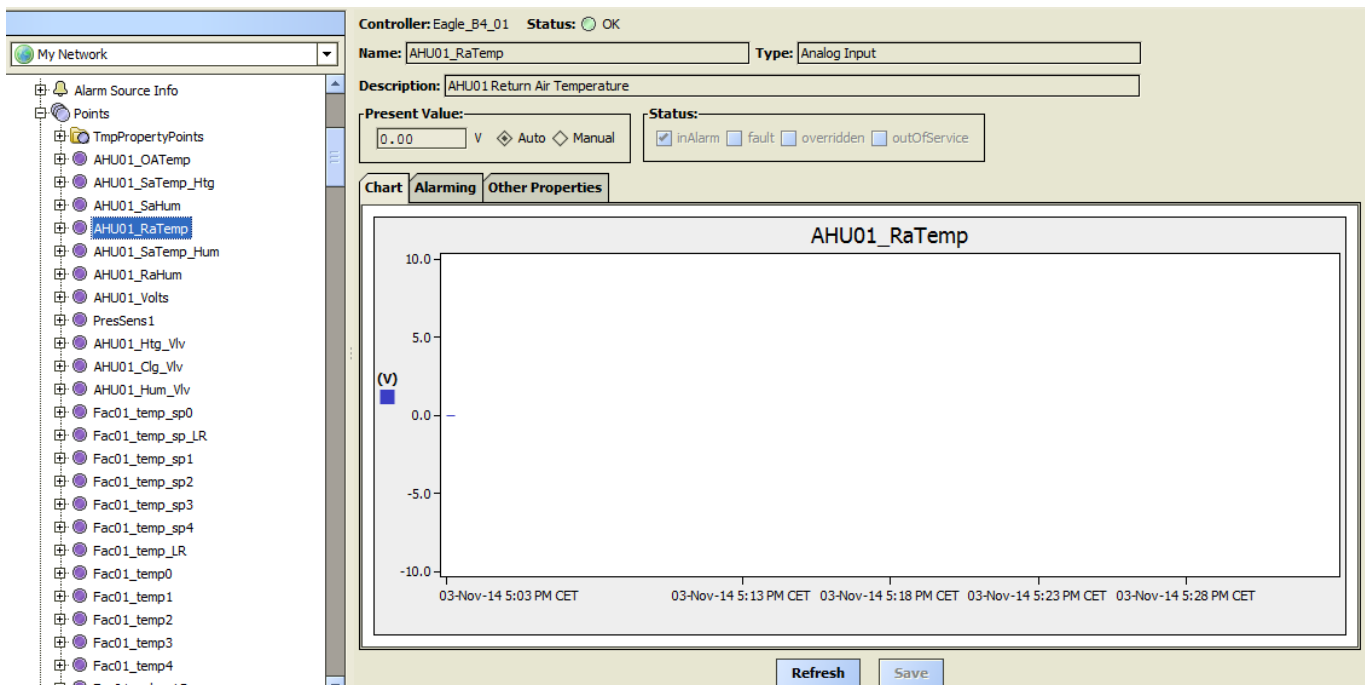 Controller: Eagle_B4_01 Status: OK
My Network
Name: AHU01_RaTemp Type: Analog Input
Alarm Source Info
Description: AHU01 Return Air Temperature
Points
Present Value: Status:
TmpPropertyPoints
0.00 V Auto Manual inAlarm fault overridden outOfService
AHU01_OATemp
AHU01_SaTemp_Htg
Chart Alarming Other Properties
AHU01_SaHum
AHU01_RaTemp
AHU01_SaTemp_Hum
AHU01_RaHum
AHU01_Volts
PresSens1
AHU01_Htg_Vlv
AHU01_Clg_Vlv
AHU01_Hum_Vlv
Fac01_temp_sp0
Fac01_temp_sp_LR
Fac01_temp_sp1
Fac01_temp_sp2
Fac01_temp_sp3
Fac01_temp_sp4
Fac01_temp_LR
Fac01_temp0
Fac01_temp1
Fac01_temp2
Fac01_temp3
Fac01_temp4
AHU01_RaTemp
10.0
5.0
(V)
0.0
-5.0
-10.0
03-Nov-14 5:03 PM CET 03-Nov-14 5:13 PM CET 03-Nov-14 5:18 PM CET 03-Nov-14 5:23 PM CET 03-Nov-14 5:28 PM CET
Refresh Save